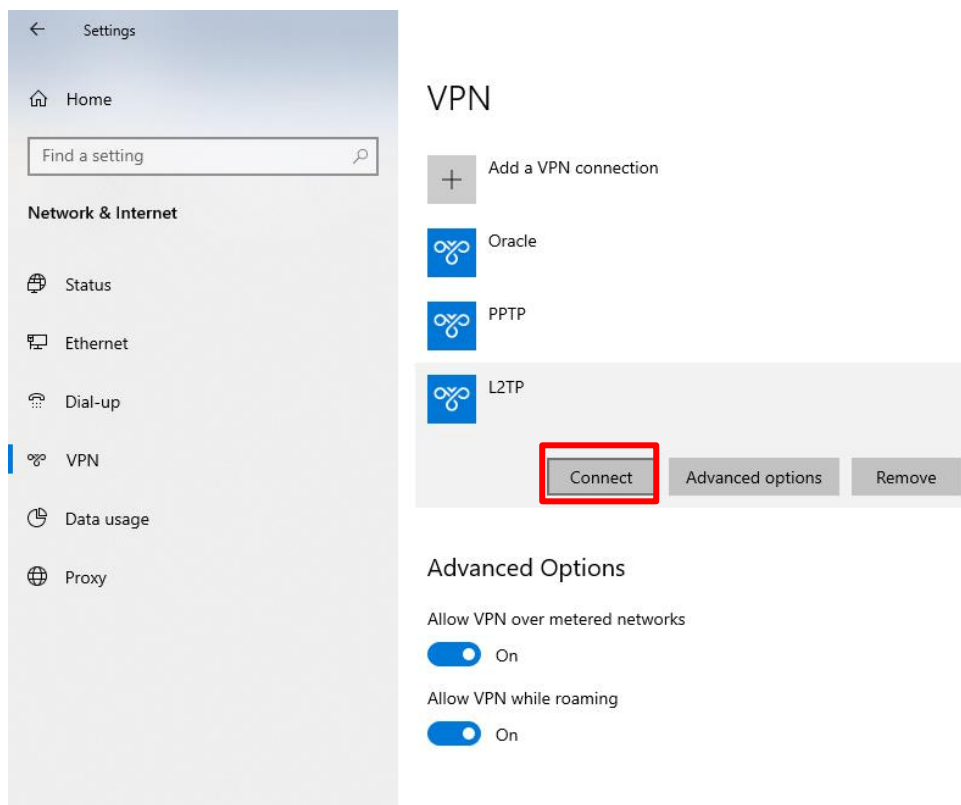 Settings
Home
Find a setting
Network & Internet
Status
Ethernet
Dial-up
VPN
Data usage
Proxy
VPN
Add a VPN connection
Oracle
PPTP
L2TP
Connect Advanced options Remove
Advanced Options
Allow VPN over metered networks
On
Allow VPN while roaming
On